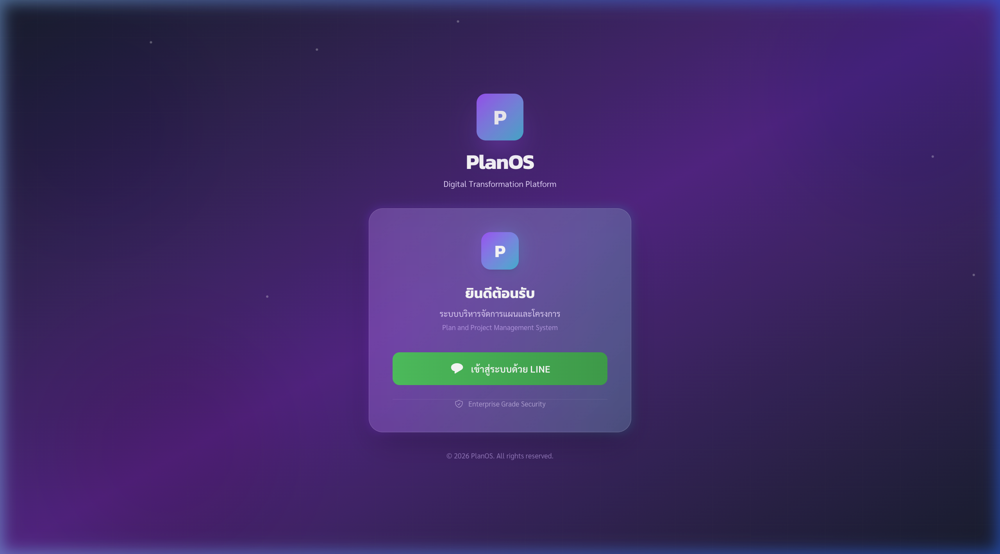 P
PlanOS
Digital Transformation Platform
P
ยินดีต้อนรับ
ระบบบริหารจัดการแผนและโครงการ
Plan and Project Management System
เข้าสู่ระบบด้วย LINE
Enterprise Grade Security
© 2026 PlanOS. All rights reserved.